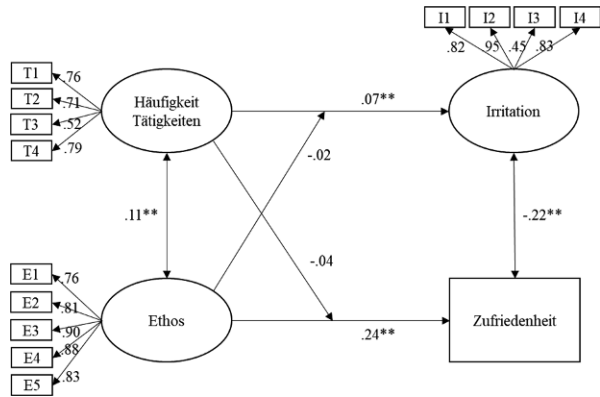 I1 I2 I3 I4
.82 .95 .45 .83
T1 .76
T2 .71
T3 .52
T4 .79
Häufigkeit
Tätigkeiten
.07**
Irritation
-.02
.11**
-.22**
-.04
E1 .76
E2 .81
E3 .90
E4 .88
E5 .83
Ethos
.24**
Zufriedenheit